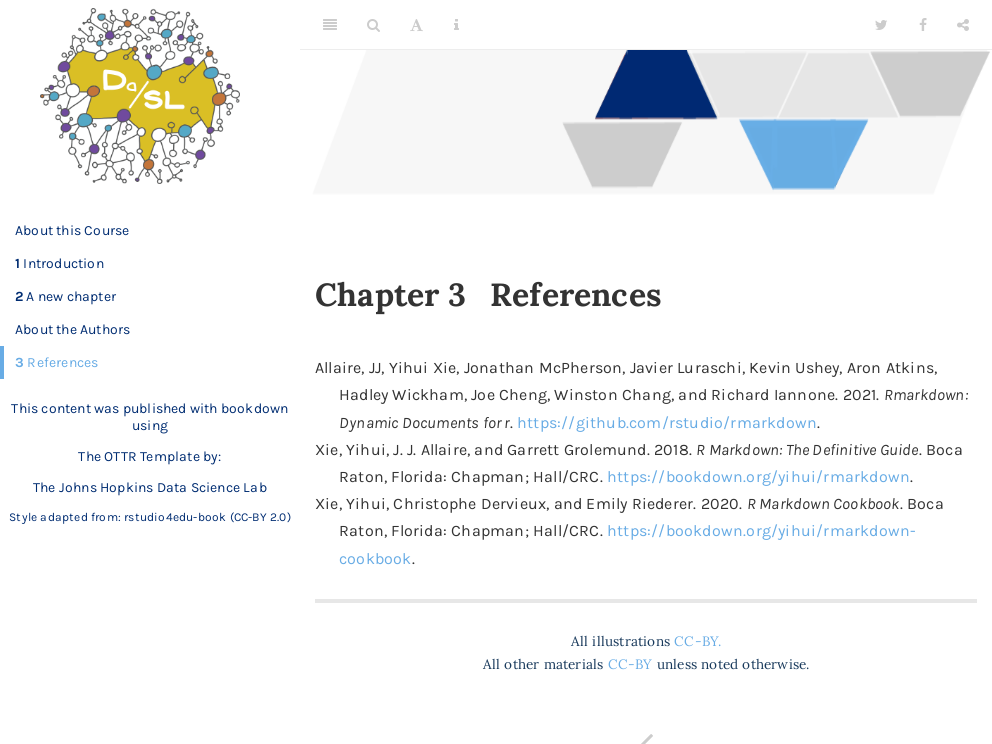 DaSL
About this Course
1 Introduction
2 A new chapter
About the Authors
3 References
This content was published with bookdown
using
The OTTR Template by:
The Johns Hopkins Data Science Lab
Style adapted from: rstudio4edu-book (CC-BY 2.0)
Chapter 3 References
Allaire, JJ, Yihui Xie, Jonathan McPherson, Javier Luraschi, Kevin Ushey, Aron Atkins,
Hadley Wickham, Joe Cheng, Winston Chang, and Richard Iannone. 2021. Rmarkdown:
Dynamic Documents for r. https://github.com/rstudio/rmarkdown.
Xie, Yihui, J. J. Allaire, and Garrett Grolemund. 2018. R Markdown: The Definitive Guide. Boca
Raton, Florida: Chapman; Hall/CRC. https://bookdown.org/yihui/rmarkdown.
Xie, Yihui, Christophe Dervieux, and Emily Riederer. 2020. R Markdown Cookbook. Boca
Raton, Florida: Chapman; Hall/CRC. https://bookdown.org/yihui/rmarkdown-
cookbook.
All illustrations CC-BY.
All other materials CC-BY unless noted otherwise.